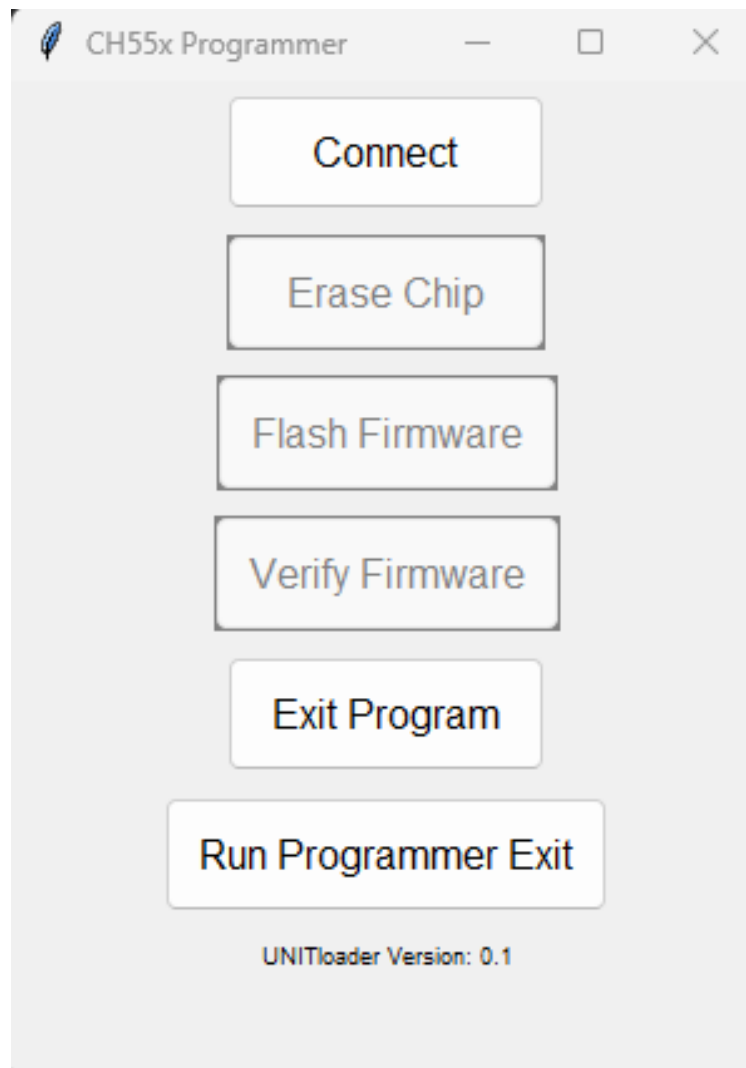 CH55x Programmer
Connect
Erase Chip
Flash Firmware
Verify Firmware
Exit Program
Run Programmer Exit
UNITloader Version: 0.1